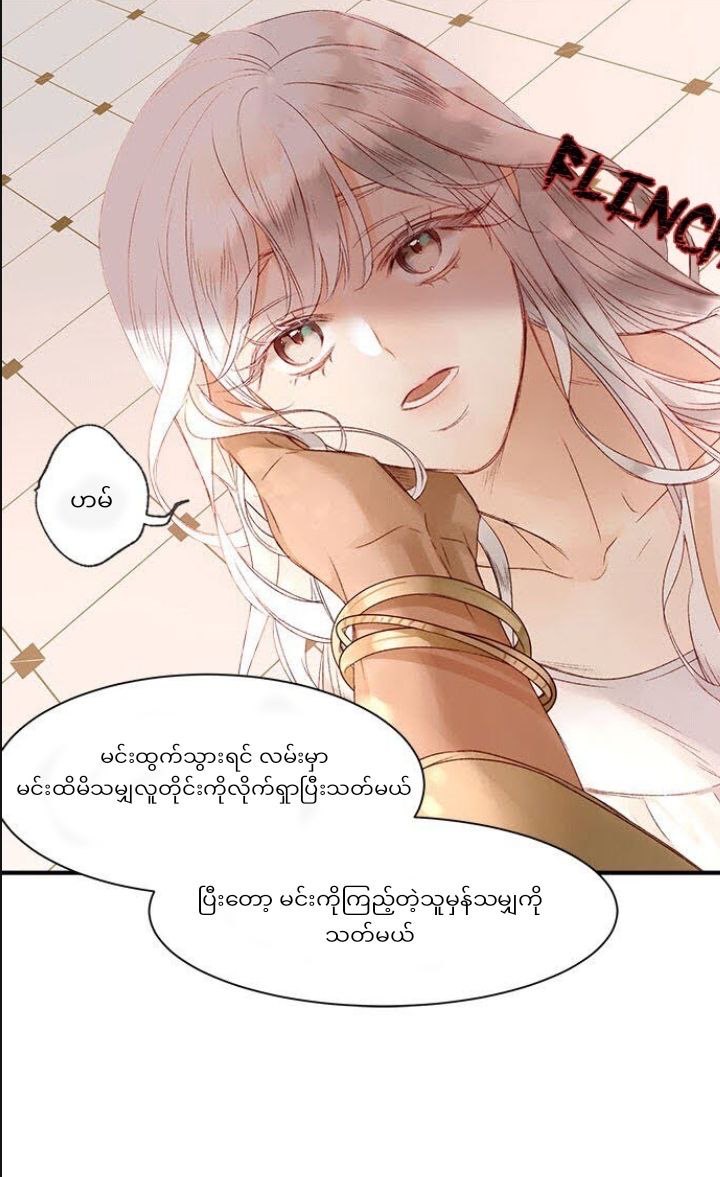 FLINCH
ဟမ်
မင်းထွက်သွားရင် လမ်းမှာ
မင်းထိမိသမျှလူတိုင်းကိုလိုက်ရှာပြီးသတ်မယ်
ပြီးတော့ မင်းကိုကြည့်တဲ့သူမှန်သမျှကို
သတ်မယ်